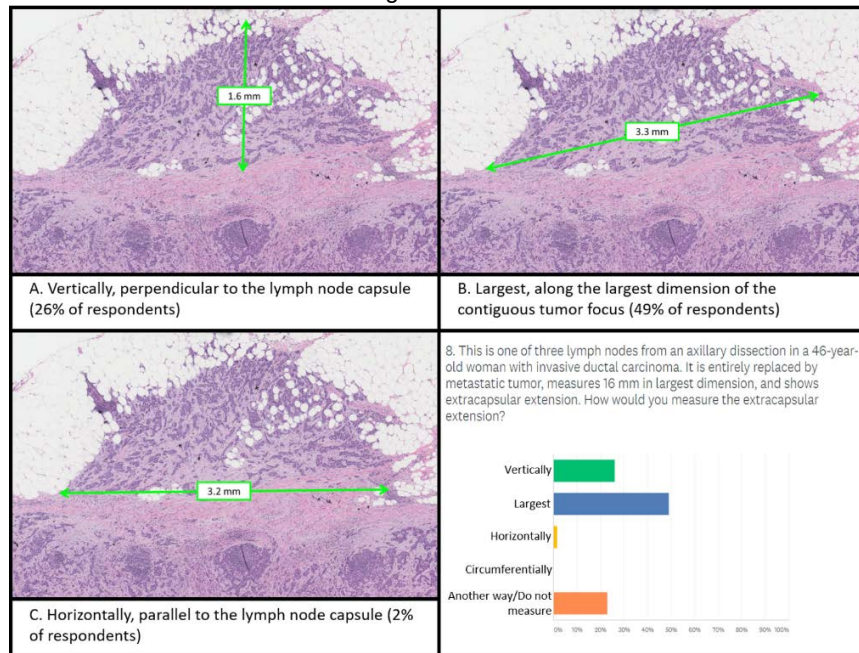 1.6 mm
3.3 mm
A. Vertically, perpendicular to the lymph node capsule
(26% of respondents)
B. Largest, along the largest dimension of the
contiguous tumor focus (49% of respondents)
3.2 mm
C. Horizontally, parallel to the lymph node capsule (2%
of respondents)
8. This is one of three lymph nodes from an axillary dissection in a 46-year-
old woman with invasive ductal carcinoma. It is entirely replaced by
metastatic tumor, measures 16 mm in largest dimension, and shows
extracapsular extension. How would you measure the extracapsular
extension?
Vertically
Largest
Horizontally
Circumferentially
Another way/Do not
measure
0% 10% 20% 30% 40% 50% 60% 70% 80% 90% 100%